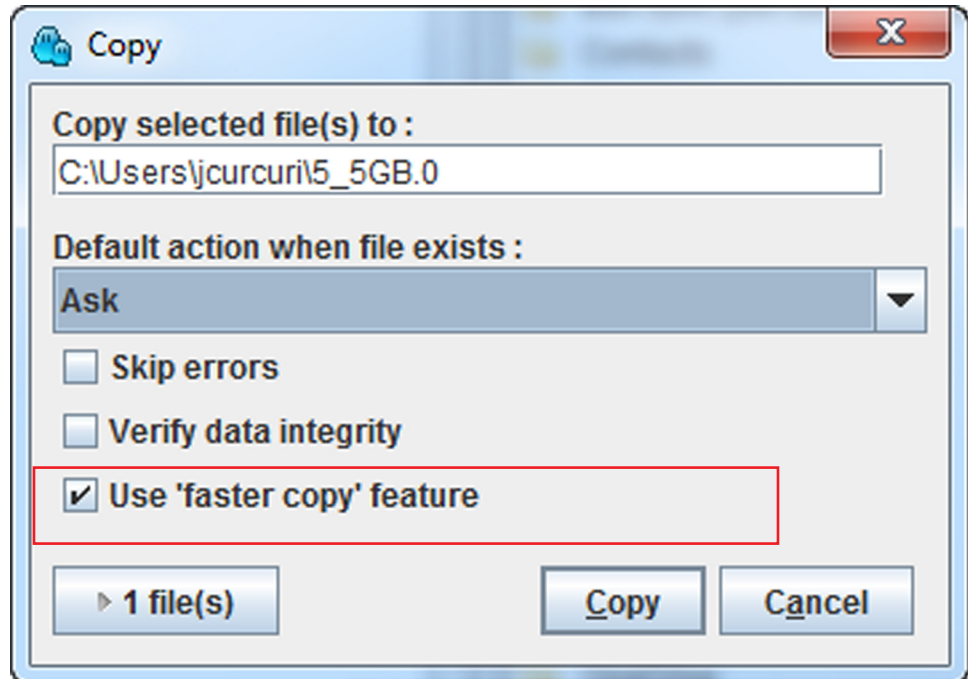 Copy
Copy selected file(s) to :
C:\Users\jcurcuri\5_5GB.0
Default action when file exists :
Ask
Skip errors
Verify data integrity
Use 'faster copy' feature
1 file(s)
Copy
Cancel